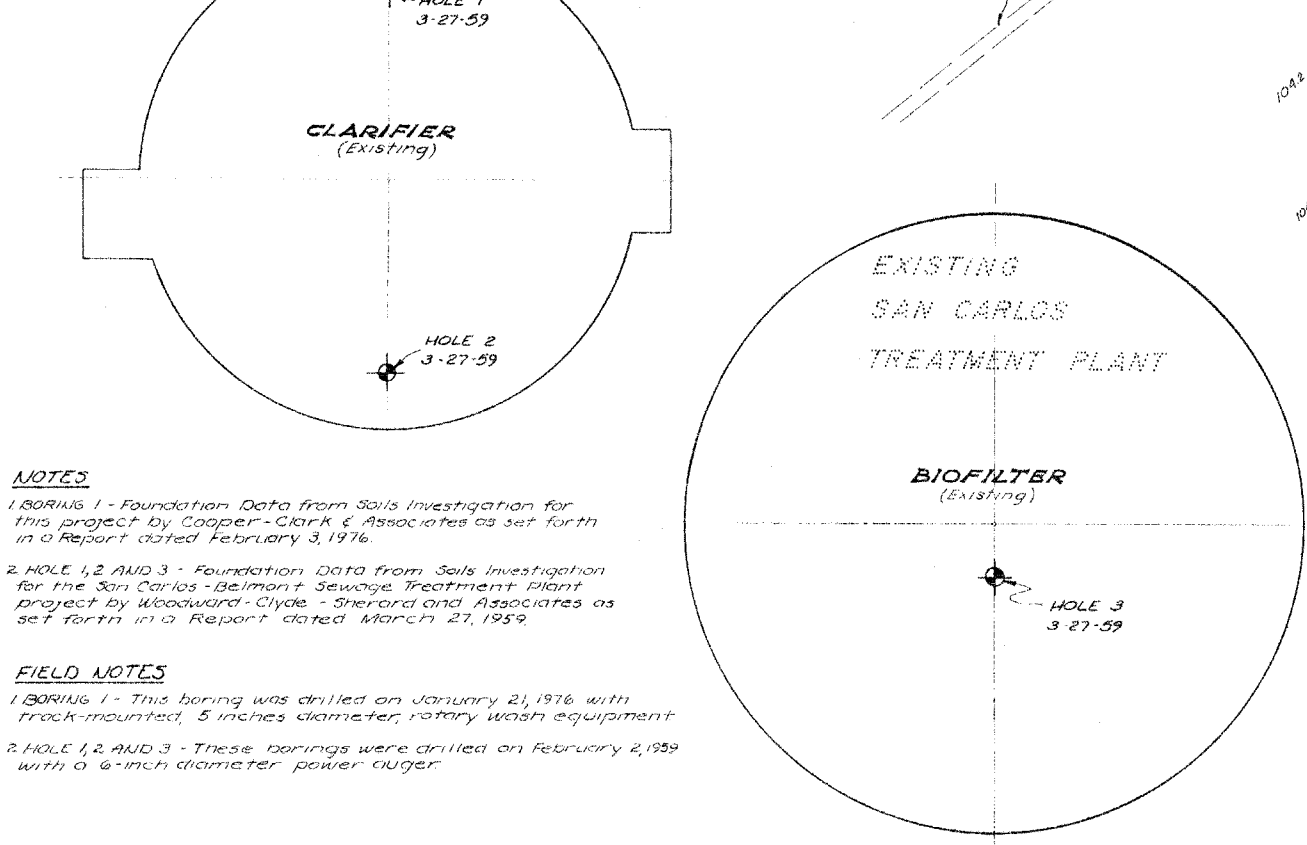 HOLE 1
3-27-59
CLARIFIER
(Existing)
104.2
EXISTING
SAN CARLOS
TREATMENT PLANT
HOLE 2
3-27-59
BIOFILTER
(Existing)
HOLE 3
3-27-59
NOTES
1. BORING 1 - Foundation Data from Soils Investigation for
this project by Cooper-Clark & Associates as set forth
in a Report dated February 3, 1976.
2. HOLE 1, 2 AND 3 - Foundation Data from Soils Investigation
for the San Carlos - Belmont Sewage Treatment Plant
project by Woodward - Clyde - Sherard and Associates as
set forth in a Report dated March 27, 1959.
FIELD NOTES
1. BORING 1 - This boring was drilled on January 21, 1976 with
track-mounted, 5 inches diameter, rotary wash equipment
2. HOLE 1, 2 AND 3 - These borings were drilled on February 2, 1959
with a 6-inch diameter power auger.